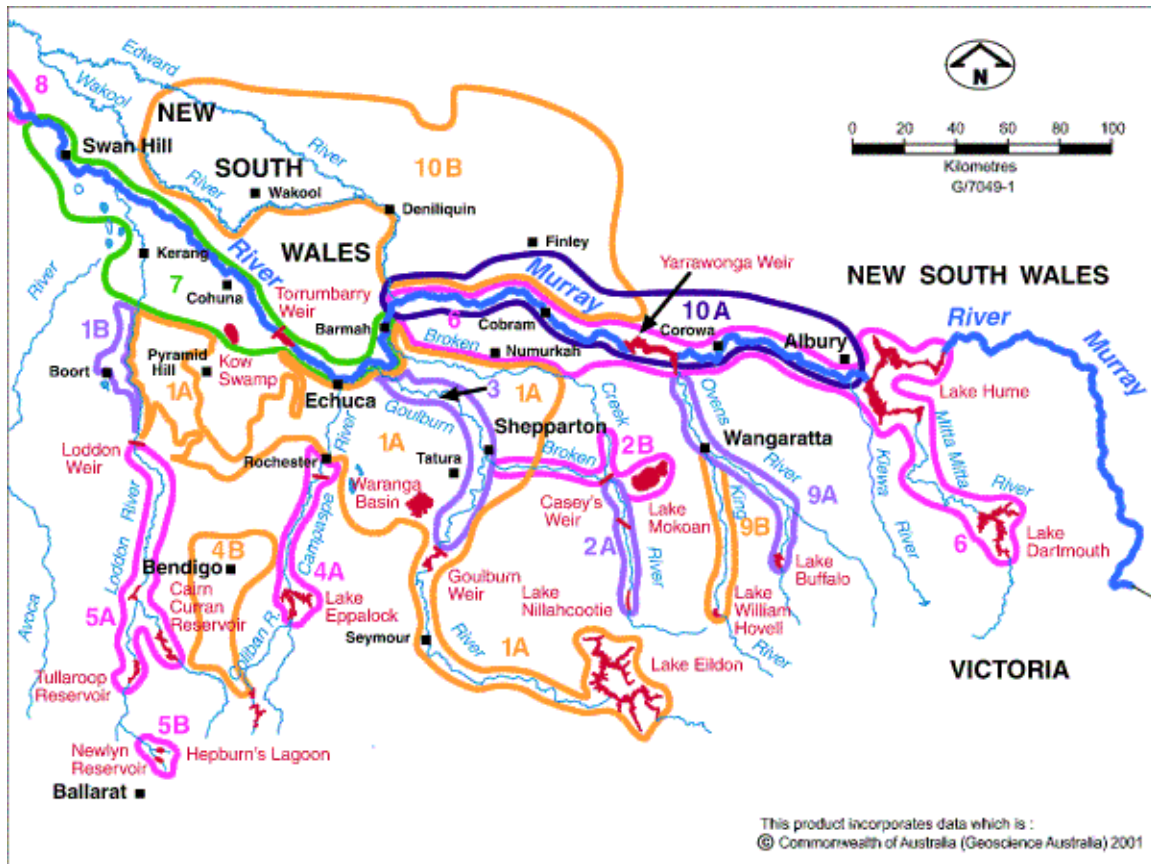 8
Edward
Wakool
NEW
N
0 20 40 60 80 100
Kilometres
G/7049-1
Swan Hill
SOUTH
River
10 B
River
Wakool
Deniliquin
WALES
Finley
River
Kerang
River
7
Cohuna
Torrumbarry
Weir
Murray
Yarrawonga Weir
NEW SOUTH WALES
10 A
River
Murray
6
Barmah
Cobram
Corowa
Albury
1B
Broken
Numurkah
Pyramid
Hill
Kow
Swamp
Boort
1A
Echuca
3
1A
Creek
Ovens
Lake Hume
Goulburn
Shepparton
Wangaratta
Mitta Mitta
Kiewa
River
1A
Broken
2B
River
Loddon
Weir
Rochester
River
Tatura
Waranga
Basin
Casey's
Weir
Lake
Mokoan
King
9A
River
6
Lake
Dartmouth
River
Loddon
Campaspe
4B
2A
9B
Bendigo
4A
Goulburn
Weir
Lake
Nillahcootie
River
Lake
Buffalo
Cairn
Curran
Reservoir
Lake
Eppalock
Lake
William
Hovell
River
Avoca
5A
Coliban R.
Seymour
River
1A
Lake Eildon
VICTORIA
Tullaroop
Reservoir
5B
Newlyn
Reservoir
Hepburn's Lagoon
Ballarat
This product incorporates data which is :
© Commonwealth of Australia (Geoscience Australia) 2001